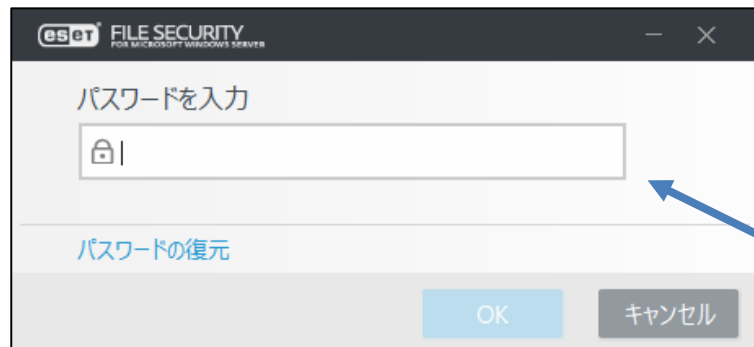 eset FILE SECURITY
FOR MICROSOFT WINDOWS SERVER
パスワードを入力
パスワードの復元
OK
キャンセル